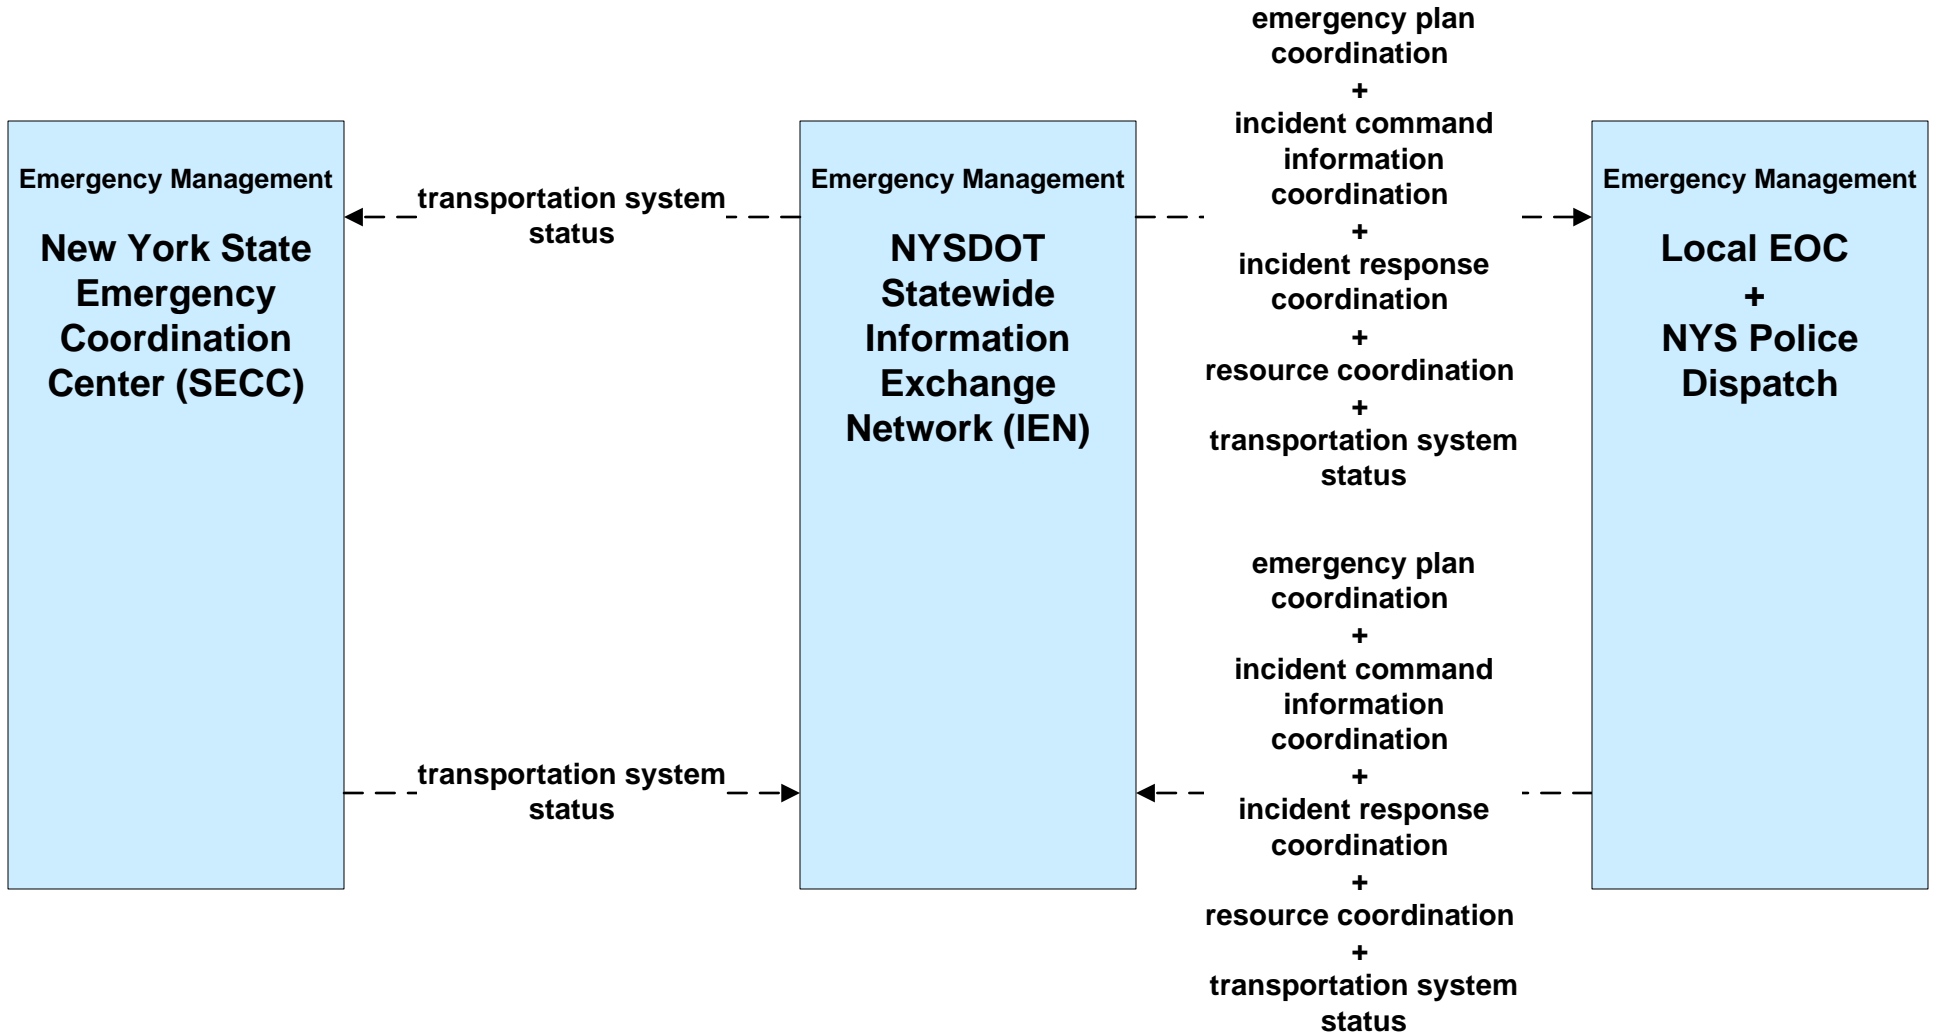 Emergency Management
New York State
Emergency
Coordination
Center (SECC)
transportation system
status
transportation system
status
Emergency Management
NYSDOT
Statewide
Information
Exchange
Network (IEN)
emergency plan
coordination
+
incident command
information
coordination
+
incident response
coordination
+
resource coordination
+
transportation system
status
emergency plan
coordination
+
incident command
information
coordination
+
incident response
coordination
+
resource coordination
+
transportation system
status
Emergency Management
Local EOC
+
NYS Police
Dispatch